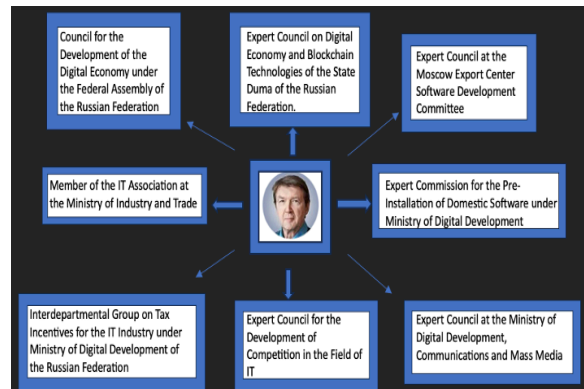 Council for the
Development of the
Digital Economy under
the Federal Assembly of
the Russian Federation
Expert Council on Digital
Economy and Blockchain
Technologies of the State
Duma of the Russian
Federation.
Expert Council at the
Moscow Export Center
Software Development
Committee
Member of the IT Association at
the Ministry of Industry and Trade
Expert Commission for the Pre-
Installation of Domestic Software under
Ministry of Digital Development
Interdepartmental Group on Tax
Incentives for the IT Industry under
Ministry of Digital Development of
the Russian Federation
Expert Council for the
Development of
Competition in the Field of
IT
Expert Council at the Ministry of
Digital Development,
Communications and Mass Media